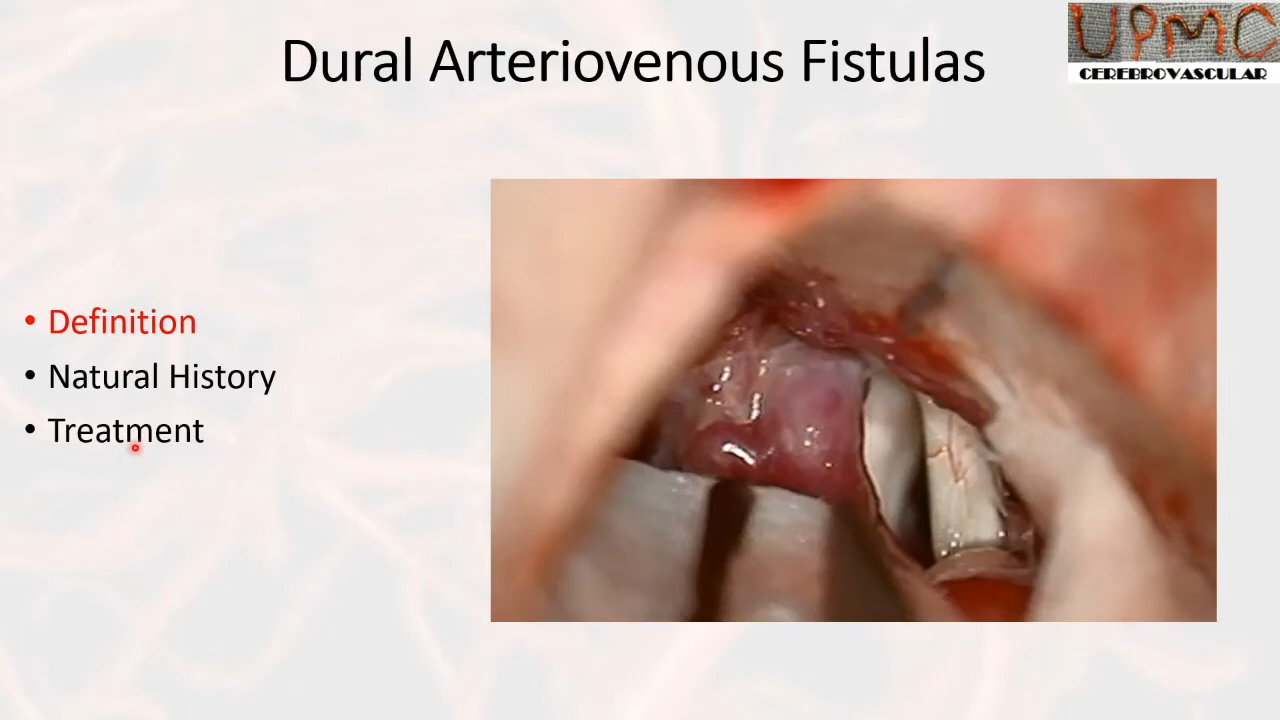 Dural Arteriovenous Fistulas
UPMC
CEREBROVASCULAR
• Definition
• Natural History
• Treatment